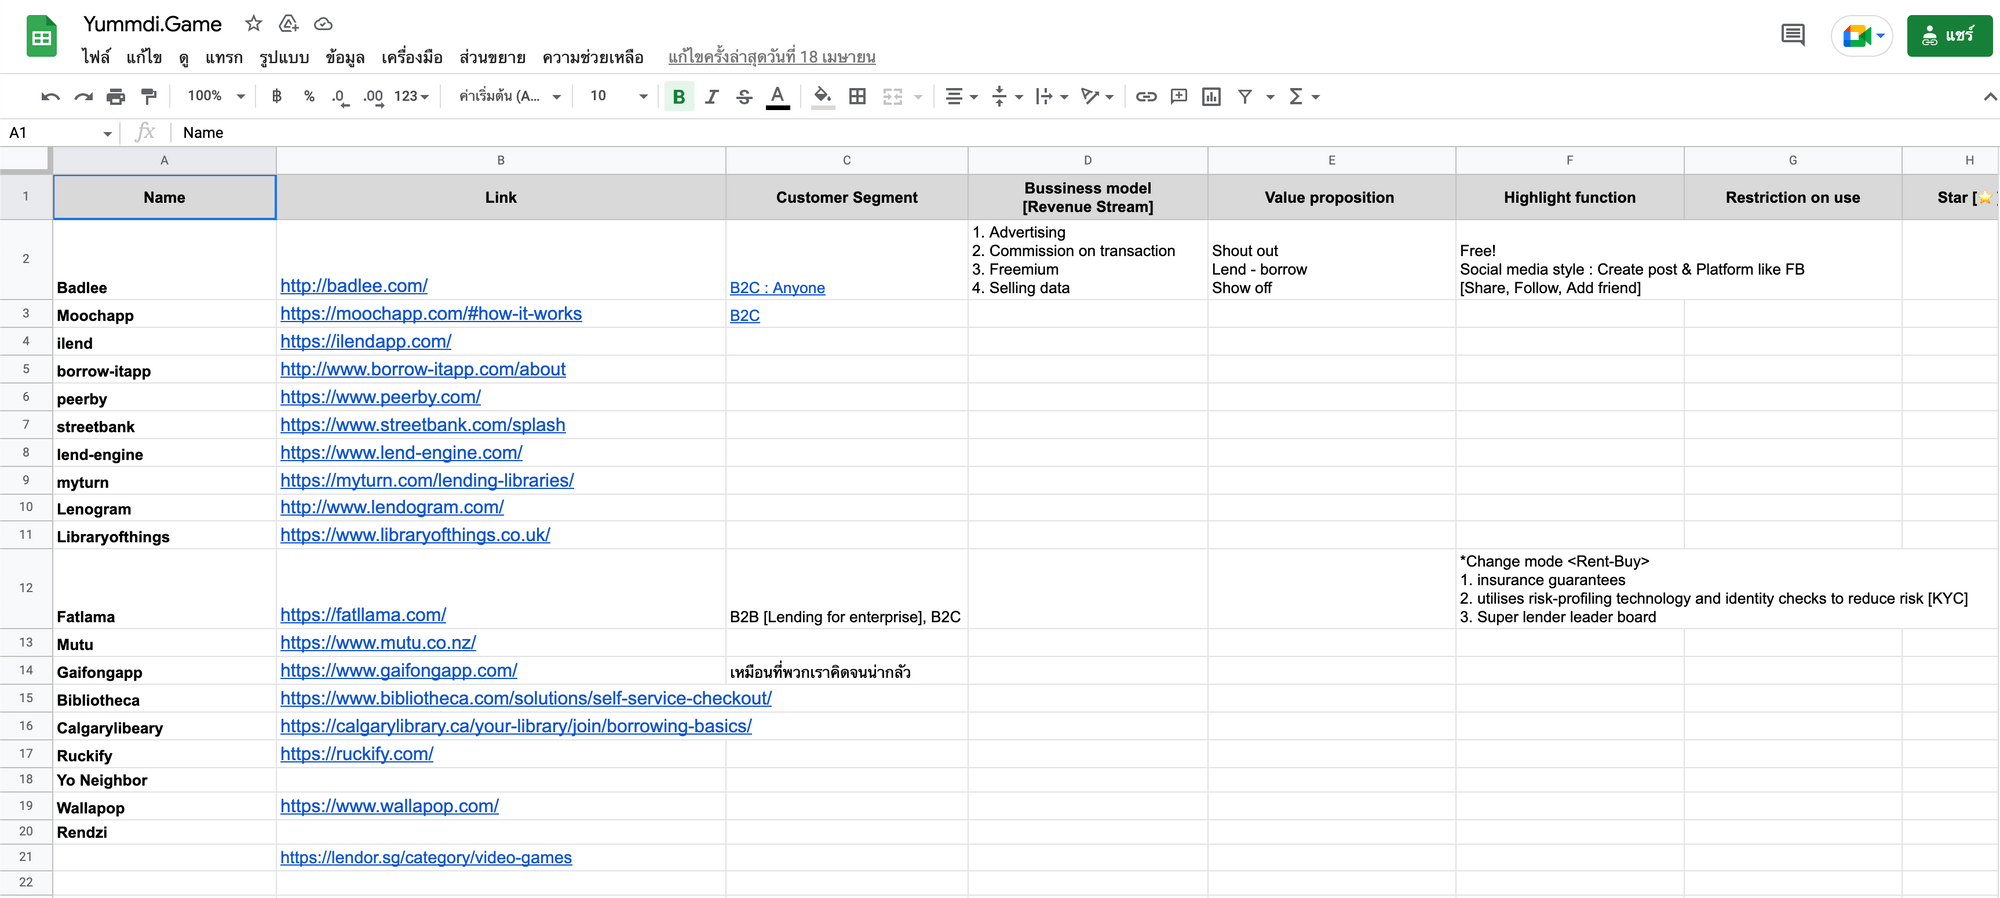 Yummdi.Game
ไฟล์ แก้ไข ดู แทรก รูปแบบ ข้อมูล เครื่องมือ ส่วนขยาย ความช่วยเหลือ แก้ไขครั้งล่าสุดวันที่ 18 เมษายน
แชร์
100% ฿ % .0 .00 123 ค่าเริ่มต้น (A... 10 B I S A
A1 fx Name
A B C D E F G H
1 Name Link Customer Segment Bussiness model Value proposition Highlight function Restriction on use Star [⭐
[Revenue Stream]
1. Advertising
2. Commission on transaction Shout out Free!
2 3. Freemium Lend - borrow Social media style : Create post & Platform like FB
Badlee http://badlee.com/ B2C : Anyone 4. Selling data Show off [Share, Follow, Add friend]
3 Moochapp https://moochapp.com/#how-it-works B2C
4 ilend https://ilendapp.com/
5 borrow-itapp http://www.borrow-itapp.com/about
6 peerby https://www.peerby.com/
7 streetbank https://www.streetbank.com/splash
8 lend-engine https://www.lend-engine.com/
9 myturn https://myturn.com/lending-libraries/
10 Lenogram http://www.lendogram.com/
11 Libraryofthings https://www.libraryofthings.co.uk/
*Change mode <Rent-Buy>
1. insurance guarantees
12 2. utilises risk-profiling technology and identity checks to reduce risk [KYC]
Fatlama https://fatllama.com/ B2B [Lending for enterprise], B2C 3. Super lender leader board
13 Mutu https://www.mutu.co.nz/
14 Gaifongapp https://www.gaifongapp.com/ เหมือนที่พวกเราคิดจนน่ากลัว
15 Bibliotheca https://www.bibliotheca.com/solutions/self-service-checkout/
16 Calgarylibeary https://calgarylibrary.ca/your-library/join/borrowing-basics/
17 Ruckify https://ruckify.com/
18 Yo Neighbor
19 Wallapop https://www.wallapop.com/
20 Rendzi
21 https://lendor.sg/category/video-games
22